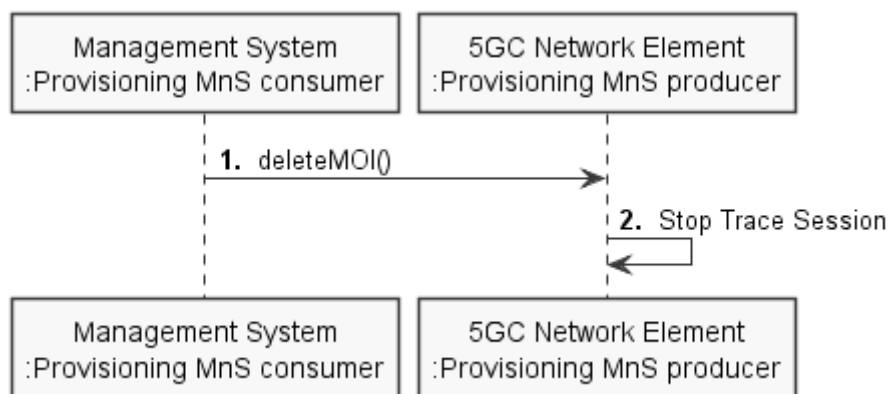 Management System
:Provisioning MnS consumer
5GC Network Element
:Provisioning MnS producer
1. deleteMOI()
2. Stop Trace Session
Management System
:Provisioning MnS consumer
5GC Network Element
:Provisioning MnS producer